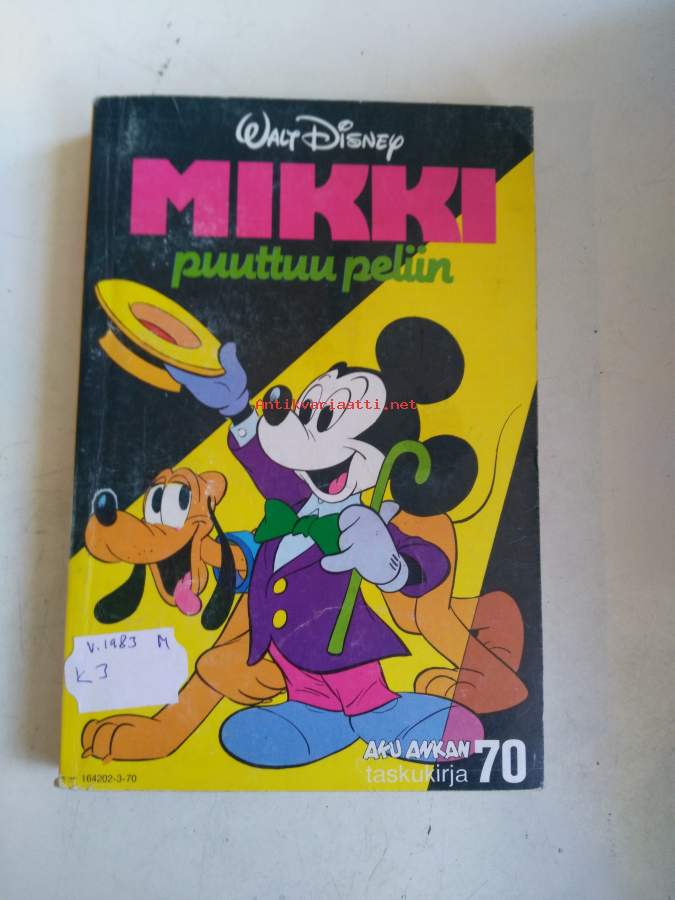 WALT DISNEY
MIKKI
puuttuu peliin
Antikvariaatti.net
V. 1983 M
K3
AKU ANKAN
taskukirja 70
164202-3-70